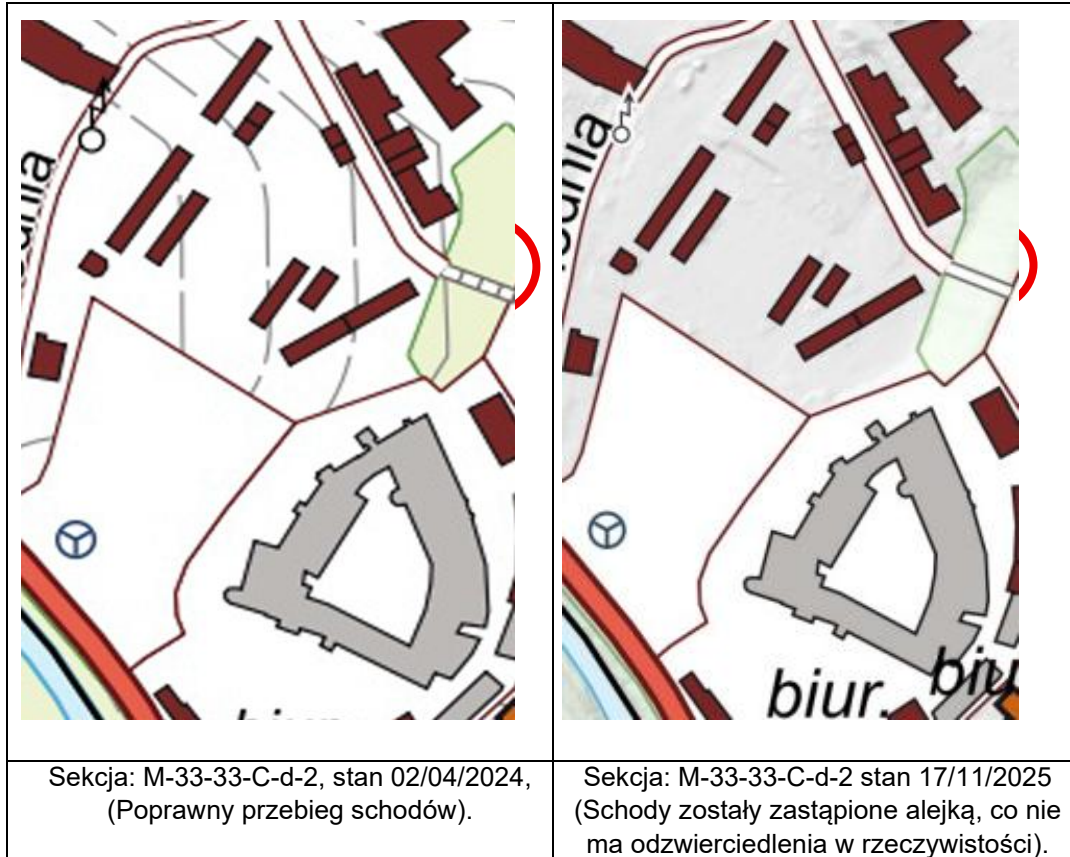 biur.
biu
Sekcja: M-33-33-C-d-2, stan 02/04/2024,
(Poprawny przebieg schodów).
Sekcja: M-33-33-C-d-2 stan 17/11/2025
(Schody zostały zastąpione alejką, co nie
ma odzwierciedlenia w rzeczywistości).